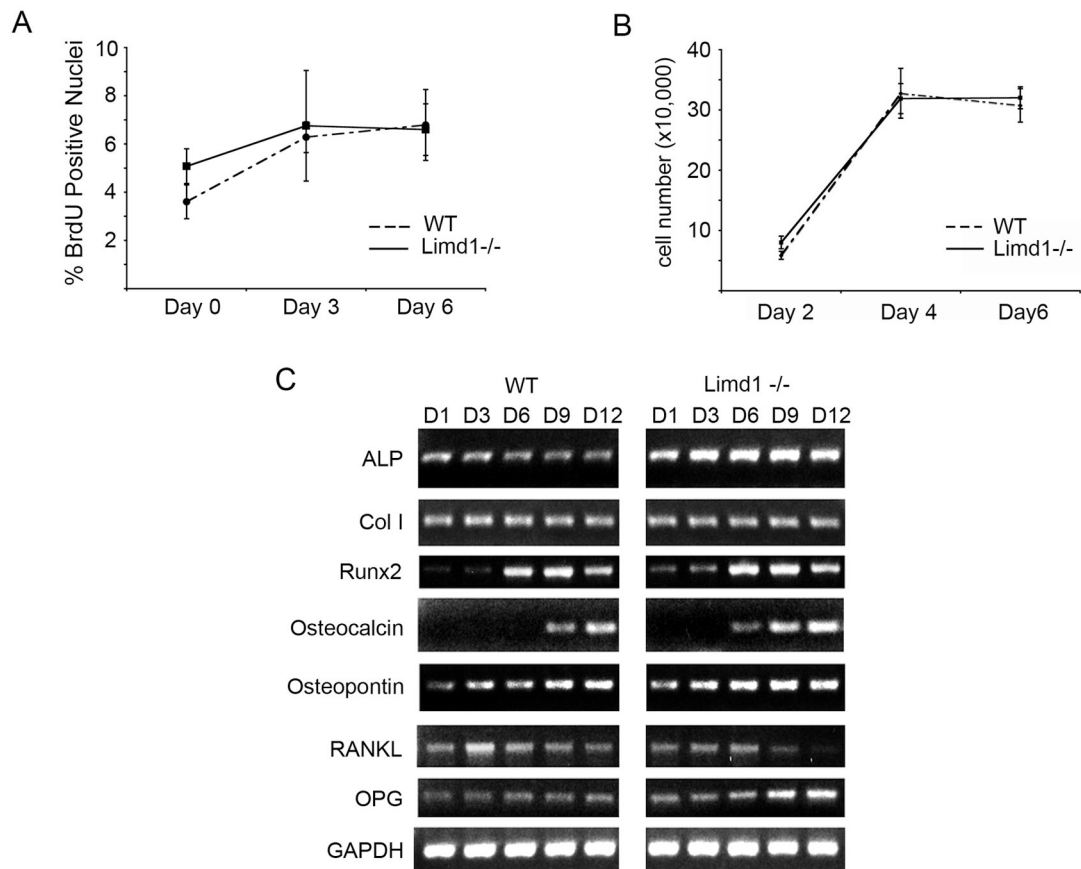 A
% BrdU Positive Nuclei
10
8
6
4
2
WT
Limd1-/-
Day 0 Day 3 Day 6
B
cell number (x10,000)
40
30
20
10
WT
Limd1-/-
Day 2 Day 4 Day6
C
WT Limd1 -/-
D1 D3 D6 D9 D12 D1 D3 D6 D9 D12
ALP
Col I
Runx2
Osteocalcin
Osteopontin
RANKL
OPG
GAPDH